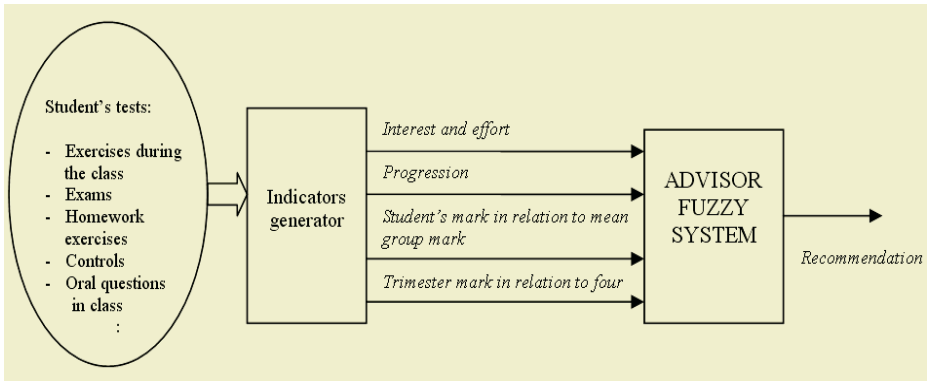 Student's tests:
- Exercises during
the class
- Exams
- Homework
exercises
- Controls
- Oral questions
in class
:
Indicators
generator
Interest and effort
Progression
Student's mark in relation to mean
group mark
Trimester mark in relation to four
ADVISOR
FUZZY
SYSTEM
Recommendation